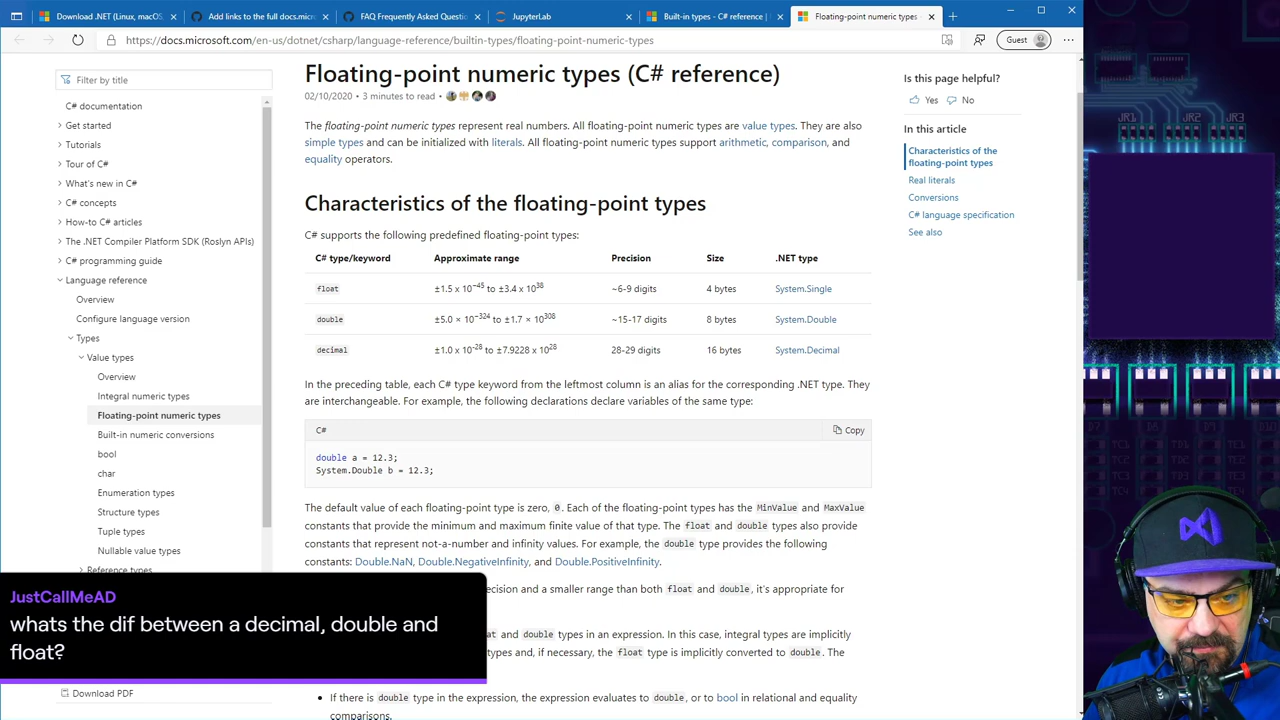 Download .NET (Linux, macOS,
Add links to the full docs.micros
FAQ Frequently Asked Questio
JupyterLab
Built-in types - C# reference |
Floating-point numeric types -
https://docs.microsoft.com/en-us/dotnet/csharp/language-reference/builtin-types/floating-point-numeric-types
Guest
Filter by title
C# documentation
Get started
Tutorials
Tour of C#
What's new in C#
C# concepts
How-to C# articles
The .NET Compiler Platform SDK (Roslyn APIs)
C# programming guide
Language reference
Overview
Configure language version
Types
Value types
Overview
Integral numeric types
Floating-point numeric types
Built-in numeric conversions
bool
char
Enumeration types
Structure types
Tuple types
Nullable value types
Reference types
Download PDF
Floating-point numeric types (C# reference)
02/10/2020 • 3 minutes to read •
The floating-point numeric types represent real numbers. All floating-point numeric types are value types. They are also
simple types and can be initialized with literals. All floating-point numeric types support arithmetic, comparison, and
equality operators.
Characteristics of the floating-point types
C# supports the following predefined floating-point types:
C# type/keyword Approximate range Precision Size .NET type
float ±1.5 x 10−45 to ±3.4 x 1038 ~6-9 digits 4 bytes System.Single
double ±5.0 × 10−324 to ±1.7 × 10308 ~15-17 digits 8 bytes System.Double
decimal ±1.0 x 10-28 to ±7.9228 x 1028 28-29 digits 16 bytes System.Decimal
In the preceding table, each C# type keyword from the leftmost column is an alias for the corresponding .NET type. They
are interchangeable. For example, the following declarations declare variables of the same type:
C#
Copy
double a = 12.3;
System.Double b = 12.3;
The default value of each floating-point type is zero, 0. Each of the floating-point types has the MinValue and MaxValue
constants that provide the minimum and maximum finite value of that type. The float and double types also provide
constants that represent not-a-number and infinity values. For example, the double type provides the following
constants: Double.NaN, Double.NegativeInfinity, and Double.PositiveInfinity.
and a smaller range than both float and double, it's appropriate for
and double types in an expression. In this case, integral types are implicitly
types and, if necessary, the float type is implicitly converted to double. The
• If there is double type in the expression, the expression evaluates to double, or to bool in relational and equality
comparisons.
Is this page helpful?
Yes
No
In this article
Characteristics of the
floating-point types
Real literals
Conversions
C# language specification
See also
JustCallMeAD
whats the dif between a decimal, double and
float?
JR1
JR2
JR3